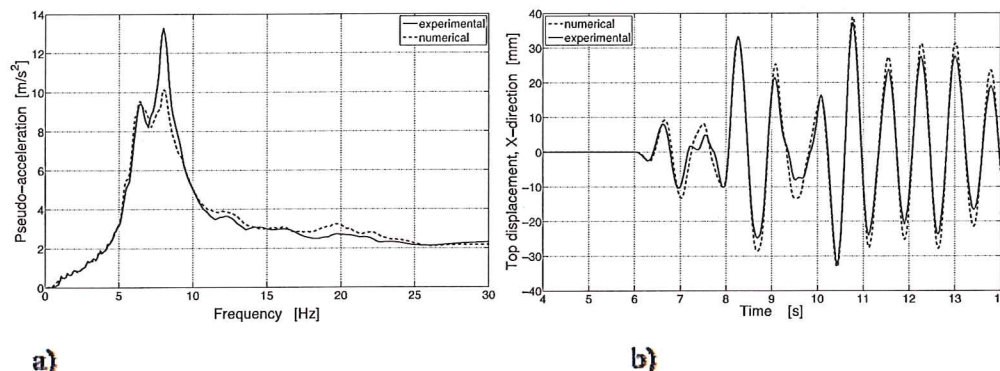 experimental
numerical
Pseudo-acceleration [m/s²]
14
12
10
8
6
4
2
0
0 5 10 15 20 25 30
Frequency [Hz]
a)
numerical
experimental
Top displacement, X-direction [mm]
40
30
20
10
0
-10
-20
-30
-40
4 5 6 7 8 9 10 11 12 13
Time [s]
b)